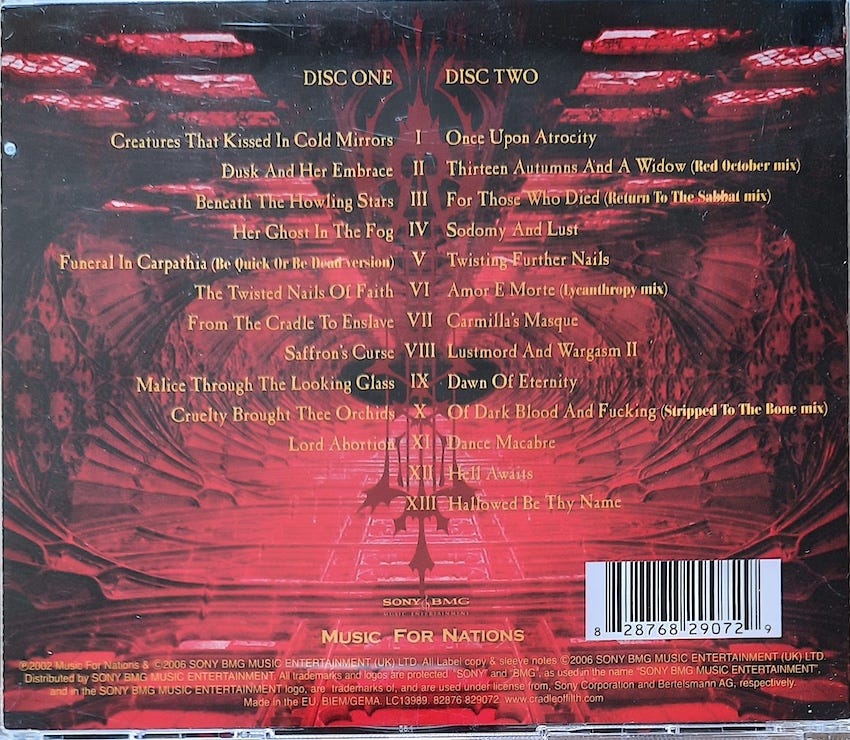 DISC ONE DISC TWO
Creatures That Kissed In Cold Mirrors I Once Upon Atrocity
Dusk And Her Embrace II Thirteen Autumns And A Widow (Red October mix)
Beneath The Howling Stars III For Those Who Died (Return To The Sabbat mix)
Her Ghost In The Fog IV Sodomy And Lust
Funeral In Carpathia (Be Quick Or Be Dead version) V Twisting Further Nails
The Twisted Nails Of Faith VI Amor E Morte (Lycanthropy mix)
From The Cradle To Enslave VII Carmilla's Masque
Saffron's Curse VIII Lustmord And Wargasm II
Malice Through The Looking Glass IX Dawn Of Eternity
Cruelty Brought Thee Orchids X Of Dark Blood And Fucking (Stripped To The Bone mix)
Lord Abortion XI Dance Macabre
XII Hell Awaits
XIII Hallowed Be Thy Name
SONY BMG
MUSIC ENTERTAINMENT
MUSIC FOR NATIONS
8 28768 29072 9
℗2002 Music For Nations & ©2006 SONY BMG MUSIC ENTERTAINMENT (UK) LTD. All Label copy & sleeve notes ©2006 SONY BMG MUSIC ENTERTAINMENT (UK) LTD.
Distributed by SONY BMG MUSIC ENTERTAINMENT. All trademarks and logos are protected. "SONY" and "BMG", as used in the name "SONY BMG MUSIC ENTERTAINMENT",
and in the SONY BMG MUSIC ENTERTAINMENT logo, are trademarks of, and are used under license from, Sony Corporation and Bertelsmann AG, respectively.
Made in the EU. BIEM/GEMA. LC13989. 82876 829072. www.cradleoffilth.com